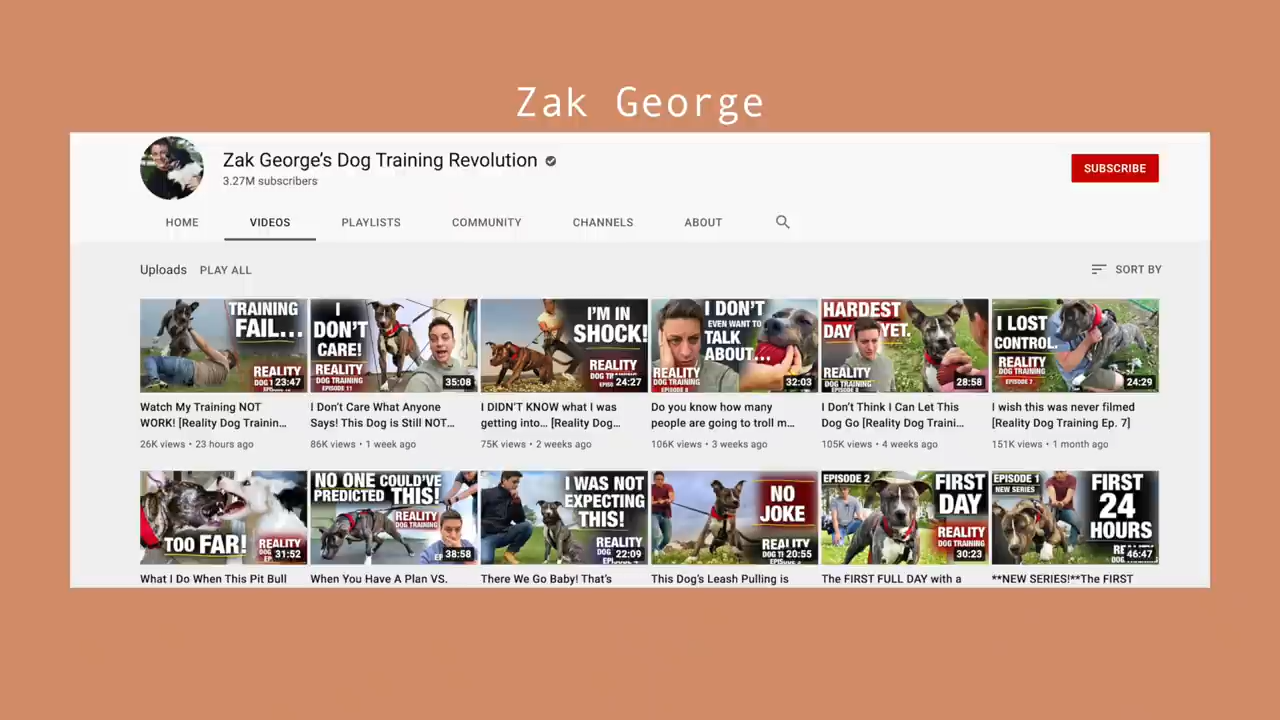 Zak George
Zak George's Dog Training Revolution
3.27M subscribers
SUBSCRIBE
HOME VIDEOS PLAYLISTS COMMUNITY CHANNELS ABOUT
Uploads PLAY ALL
SORT BY
TRAINING
FAIL...
REALITY
23:47
I
DON'T
CARE!
REALITY
DOG TRAINING
EPISODE 11
35:08
I'M IN
SHOCK!
REALITY
24:27
I DON'T
EVEN WANT TO
TALK
ABOUT...
REALITY
DOG TRAINING
32:03
HARDEST
DAY YET.
REALITY
DOG TRAINING
28:58
I LOST
CONTROL.
REALITY
DOG TRAINING
EPISODE 7
24:29
Watch My Training NOT
WORK! [Reality Dog Trainin...
26K views • 23 hours ago
I Don't Care What Anyone
Says! This Dog is Still NOT...
86K views • 1 week ago
I DIDN'T KNOW what I was
getting into... [Reality Dog...
75K views • 2 weeks ago
Do you know how many
people are going to troll m...
106K views • 3 weeks ago
I Don't Think I Can Let This
Dog Go [Reality Dog Traini...
105K views • 4 weeks ago
I wish this was never filmed
[Reality Dog Training Ep. 7]
151K views • 1 month ago
TOO FAR!
REALITY
31:52
NO ONE COULD'VE
PREDICTED THIS!
REALITY
DOG TRAINING
38:58
I WAS NOT
EXPECTING
THIS!
REALITY
22:09
NO
JOKE
REALITY
20:55
EPISODE 2
FIRST
DAY
REALITY
DOG TRAINING
30:23
EPISODE 1
NEW SERIES
FIRST
24
HOURS
46:47
What I Do When This Pit Bull
When You Have A Plan VS.
There We Go Baby! That's
This Dog's Leash Pulling is
The FIRST FULL DAY with a
**NEW SERIES!**The FIRST